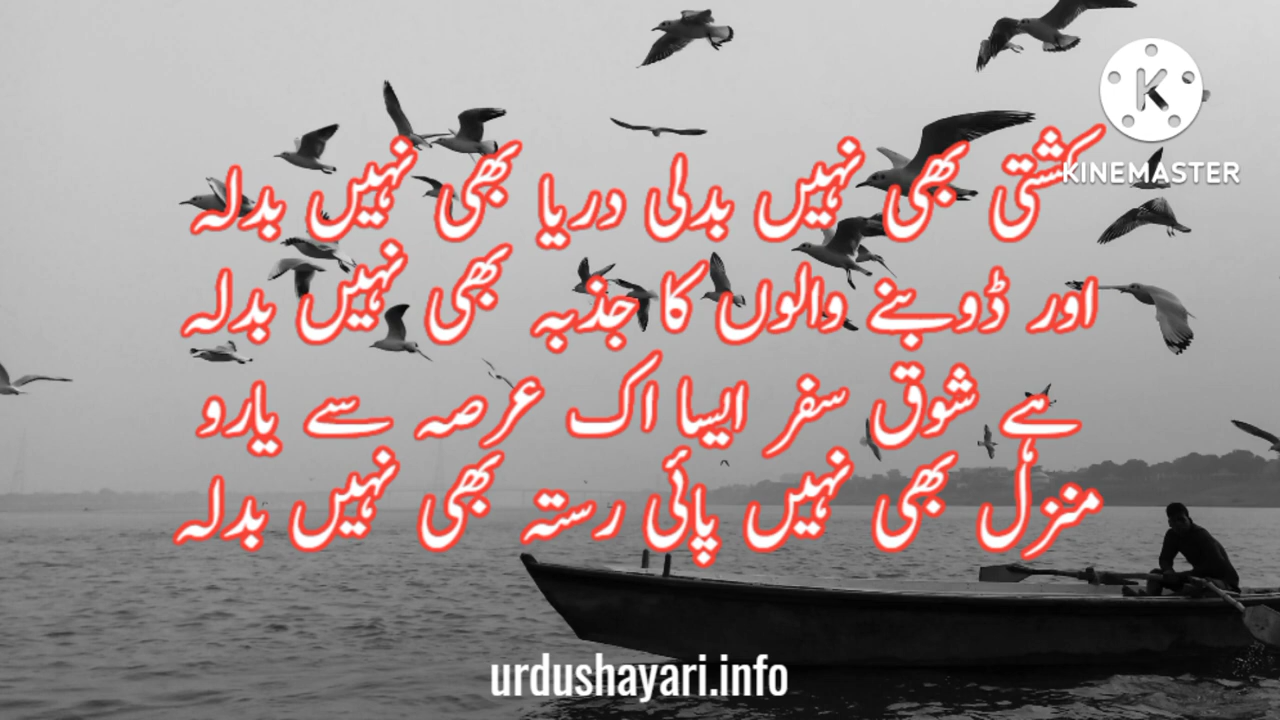 K
KINEMASTER
کشتی بھی نہیں بدلی دریا بھی نہیں بدلہ
اور ڈوبنے والوں کا جذبہ بھی نہیں بدلہ
ہے شوق سفر ایسا اک عرصہ سے یارو
منزل بھی نہیں پائی رستہ بھی نہیں بدلہ
urdushayari.info